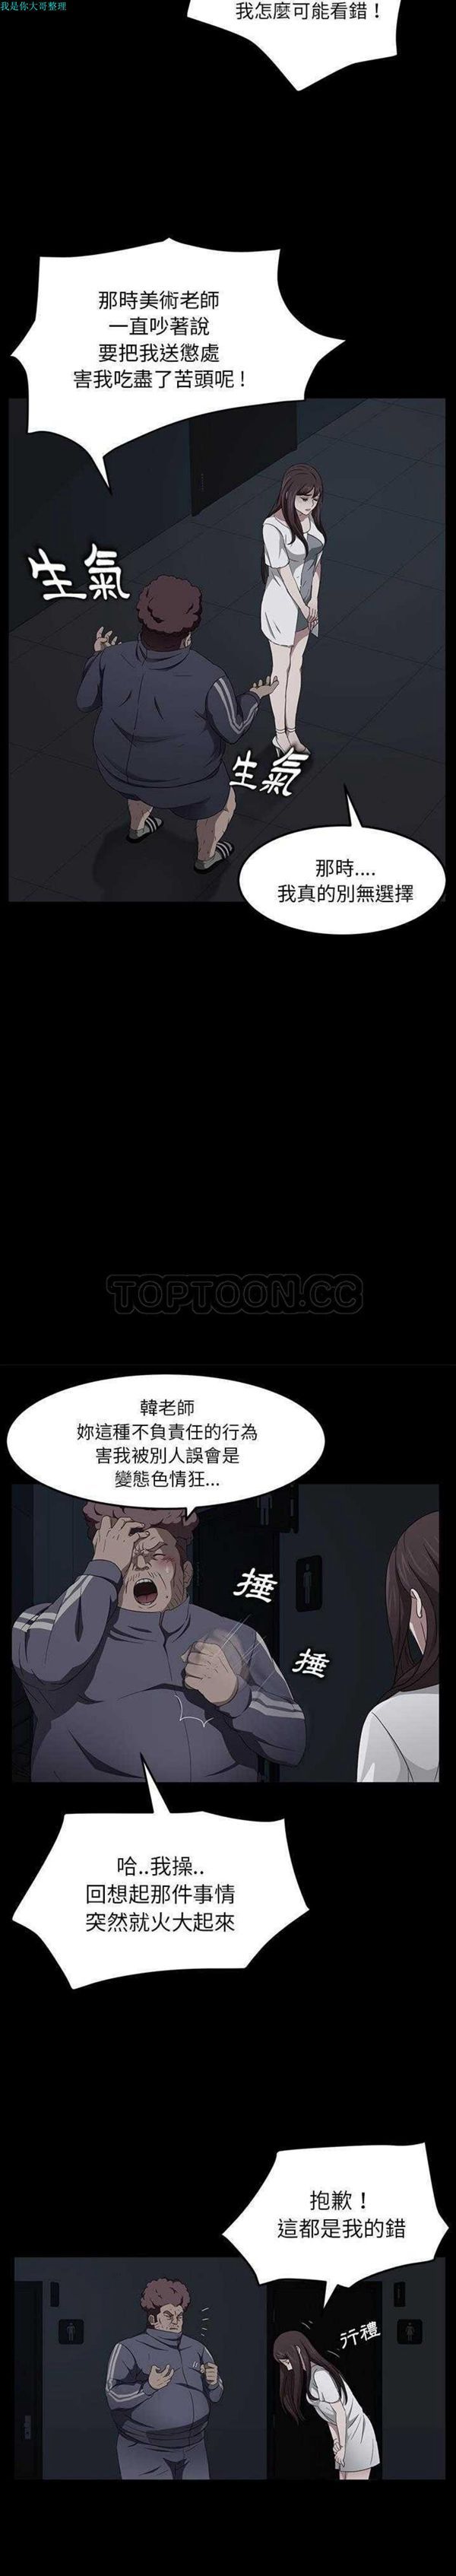 我是你大哥整理
我怎麼可能看錯！
那時美術老師
一直吵著說
要把我送懲處
害我吃盡了苦頭呢！
生氣
生氣
那時....
我真的別無選擇
TOPTOON.CC
韓老師
妳這種不負責任的行為
害我被別人誤會是
變態色情狂...
捶
捶
哈..我操..
回想起那件事情
突然就火大起來
抱歉！
這都是我的錯
行禮